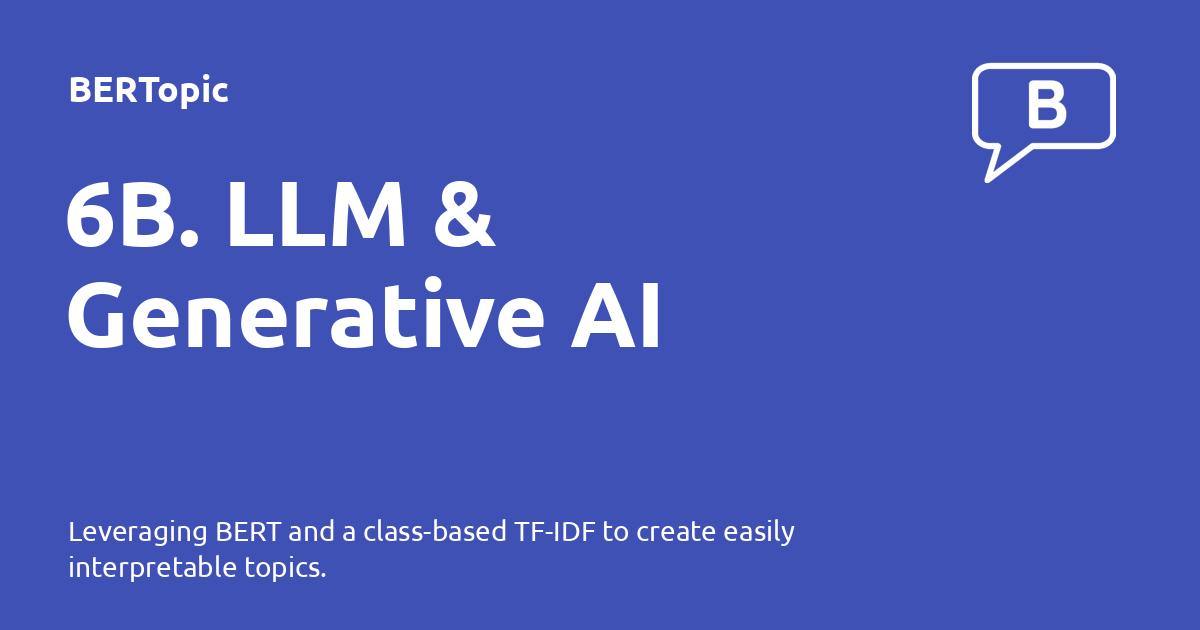 BERTopic
B
6B. LLM &
Generative AI
Leveraging BERT and a class-based TF-IDF to create easily
interpretable topics.